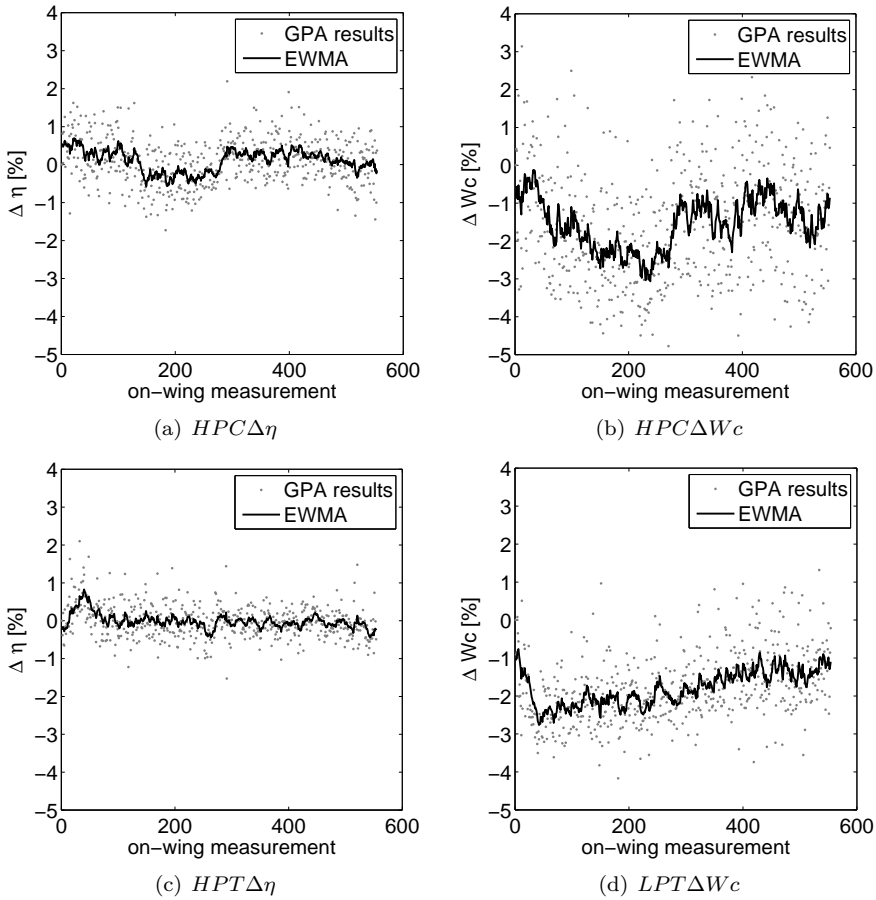 4
3
2
1
0
−1
−2
−3
−4
−5
Δ η [%]
GPA results
EWMA
0 200 400 600
on−wing measurement
(a) HPCΔη
4
3
2
1
0
−1
−2
−3
−4
−5
Δ Wc [%]
GPA results
EWMA
0 200 400 600
on−wing measurement
(b) HPCΔWc
4
3
2
1
0
−1
−2
−3
−4
−5
Δ η [%]
GPA results
EWMA
0 200 400 600
on−wing measurement
(c) HPTΔη
4
3
2
1
0
−1
−2
−3
−4
−5
Δ Wc [%]
GPA results
EWMA
0 200 400 600
on−wing measurement
(d) LPTΔWc